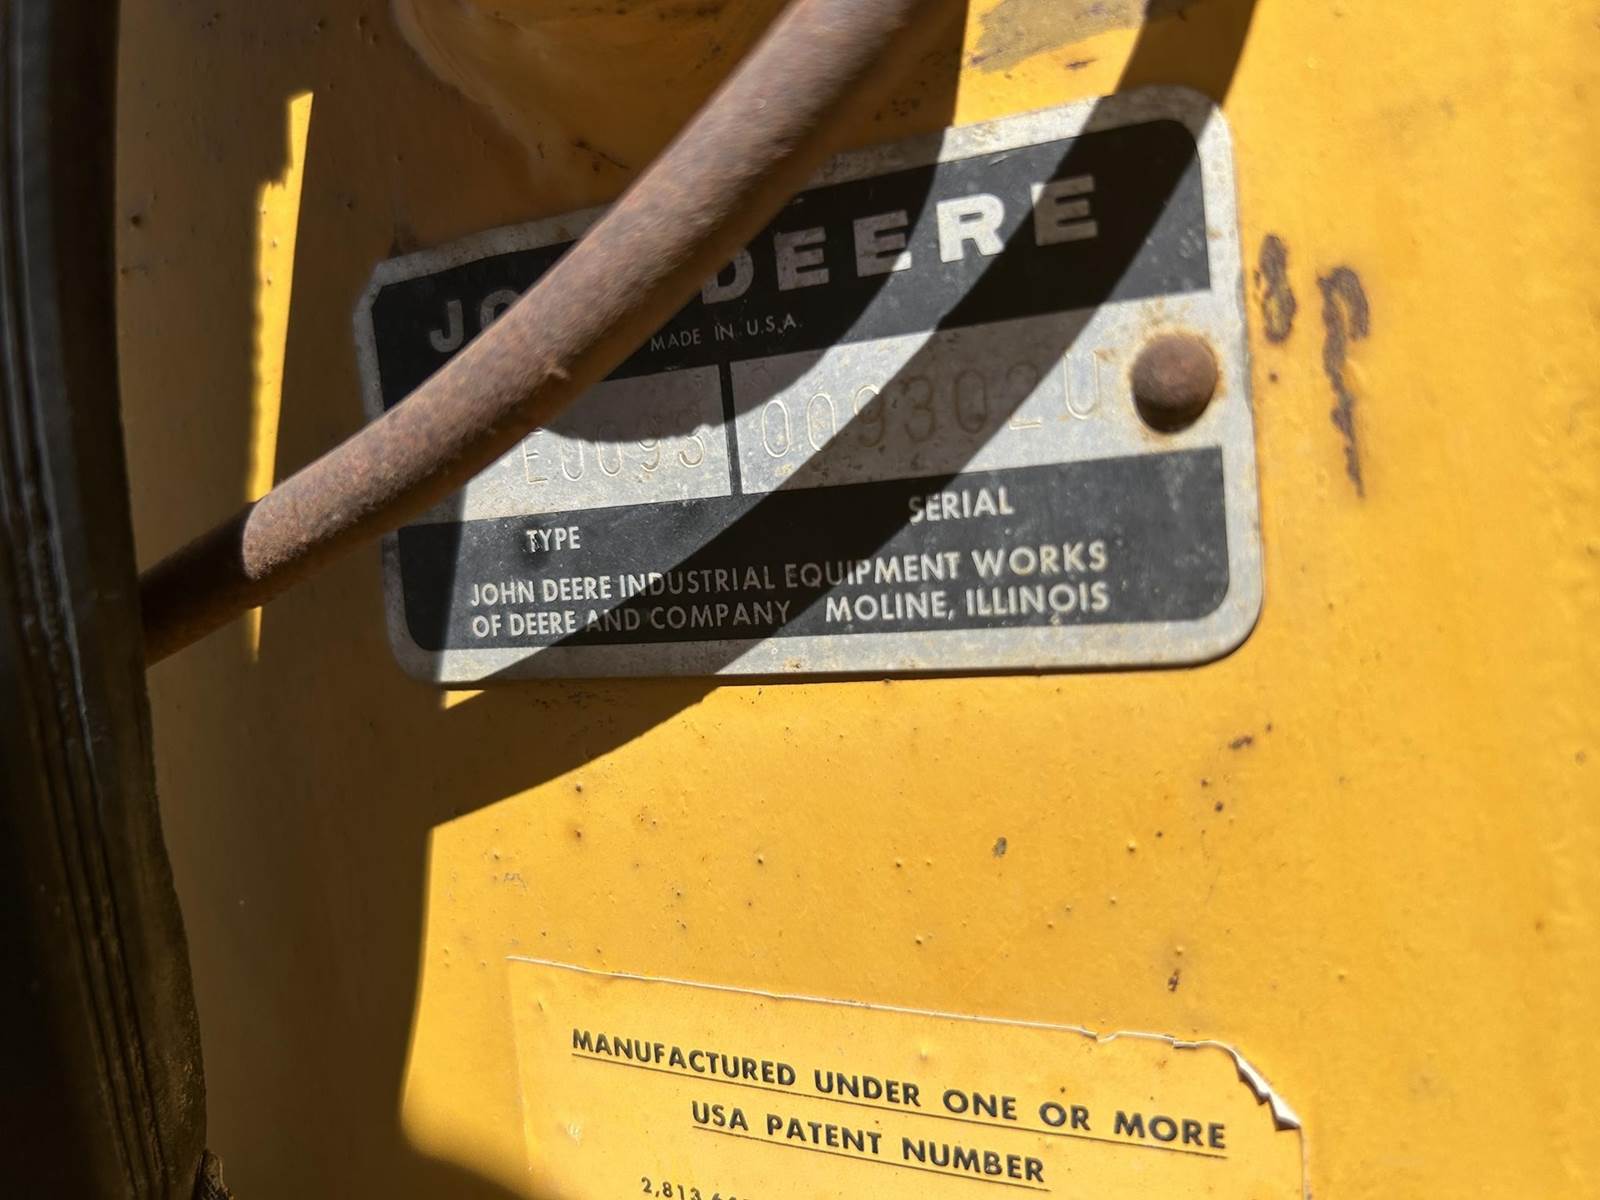 DEERE
MADE IN U.S.A.
009302U
TYPE
SERIAL
JOHN DEERE INDUSTRIAL EQUIPMENT WORKS
OF DEERE AND COMPANY MOLINE, ILLINOIS
MANUFACTURED UNDER ONE OR MORE
USA PATENT NUMBER